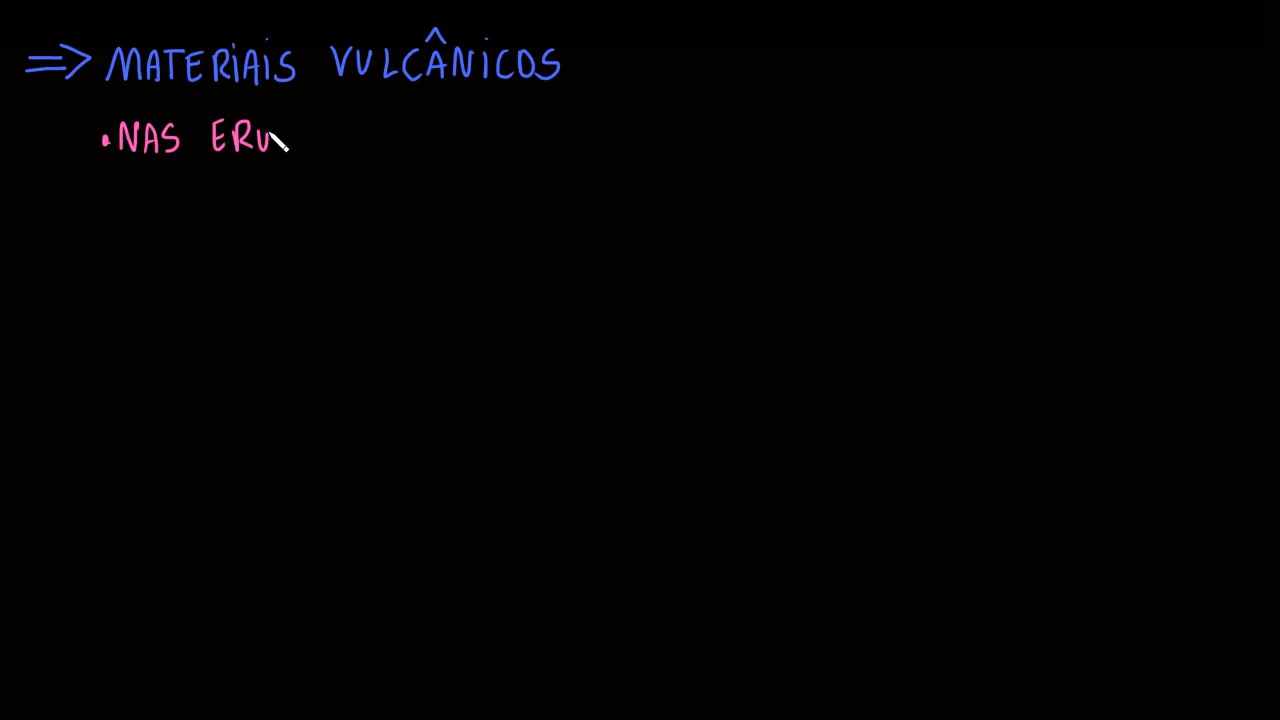 => MATERIAIS VULCÂNICOS
• NAS ERU